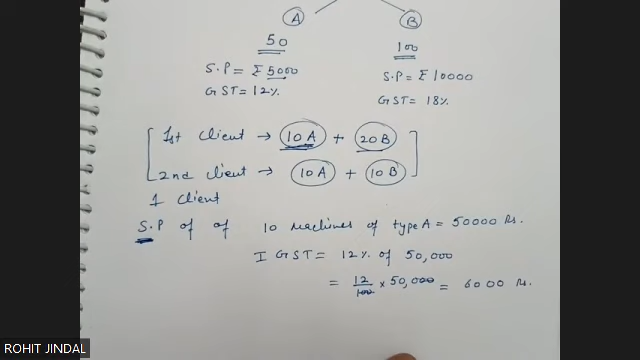 A B
50 100
S.P = ₹ 5000 S.P = ₹ 10000
GST = 12% GST = 18%
1st client → 10 A + 20 B
2nd client → 10 A + 10 B
1 client
S.P of of 10 machines of type A = 50000 Rs.
IGST = 12% of 50,000
= 12/100 × 50,000 = 6000 Rs.
ROHIT JINDAL